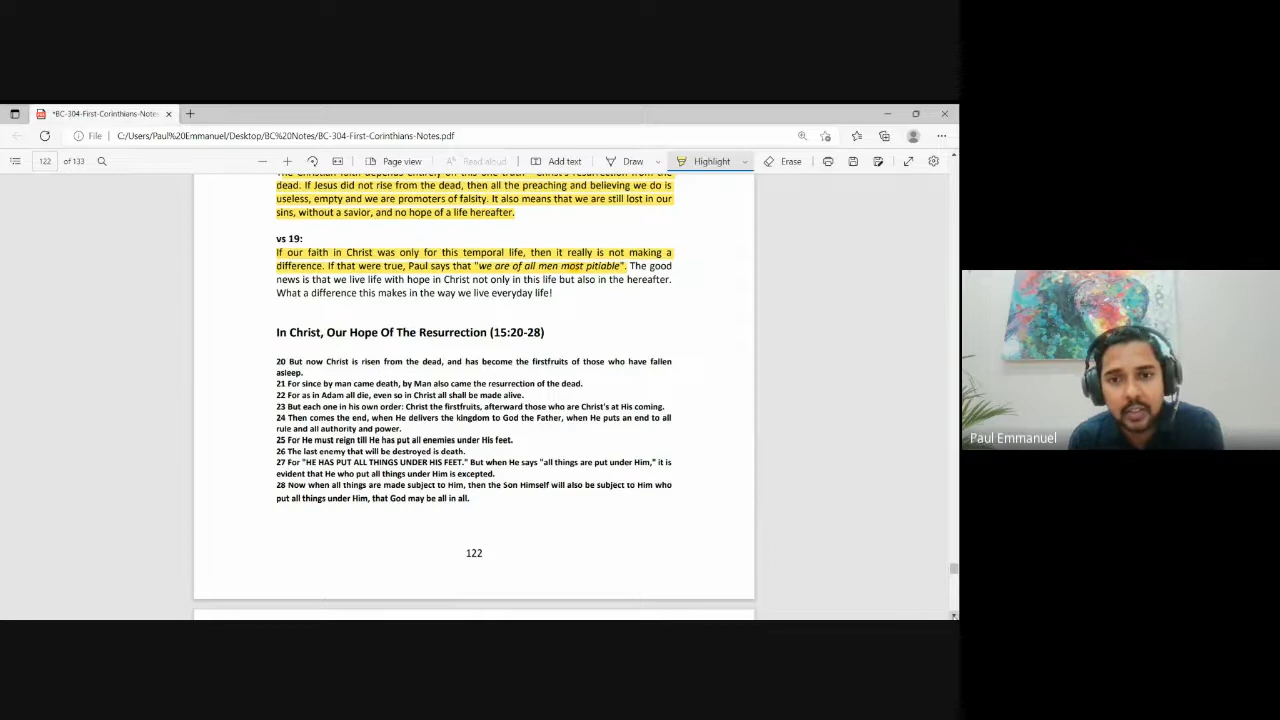 *BC-304-First-Corinthians-Notes
File
C:/Users/Paul%20Emmanuel/Desktop/BC%20Notes/BC-304-First-Corinthians-Notes.pdf
122 of 133
Page view
Read aloud
Add text
Draw
Highlight
Erase
The Christian faith depends entirely on this one truth - Christ's resurrection from the
dead. If Jesus did not rise from the dead, then all the preaching and believing we do is
useless, empty and we are promoters of falsity. It also means that we are still lost in our
sins, without a savior, and no hope of a life hereafter.
vs 19:
If our faith in Christ was only for this temporal life, then it really is not making a
difference. If that were true, Paul says that "we are of all men most pitiable". The good
news is that we live life with hope in Christ not only in this life but also in the hereafter.
What a difference this makes in the way we live everyday life!
In Christ, Our Hope Of The Resurrection (15:20-28)
20 But now Christ is risen from the dead, and has become the firstfruits of those who have fallen
asleep.
21 For since by man came death, by Man also came the resurrection of the dead.
22 For as in Adam all die, even so in Christ all shall be made alive.
23 But each one in his own order: Christ the firstfruits, afterward those who are Christ's at His coming.
24 Then comes the end, when He delivers the kingdom to God the Father, when He puts an end to all
rule and all authority and power.
25 For He must reign till He has put all enemies under His feet.
26 The last enemy that will be destroyed is death.
27 For "HE HAS PUT ALL THINGS UNDER HIS FEET." But when He says "all things are put under Him," it is
evident that He who put all things under Him is excepted.
28 Now when all things are made subject to Him, then the Son Himself will also be subject to Him who
put all things under Him, that God may be all in all.
122
Paul Emmanuel